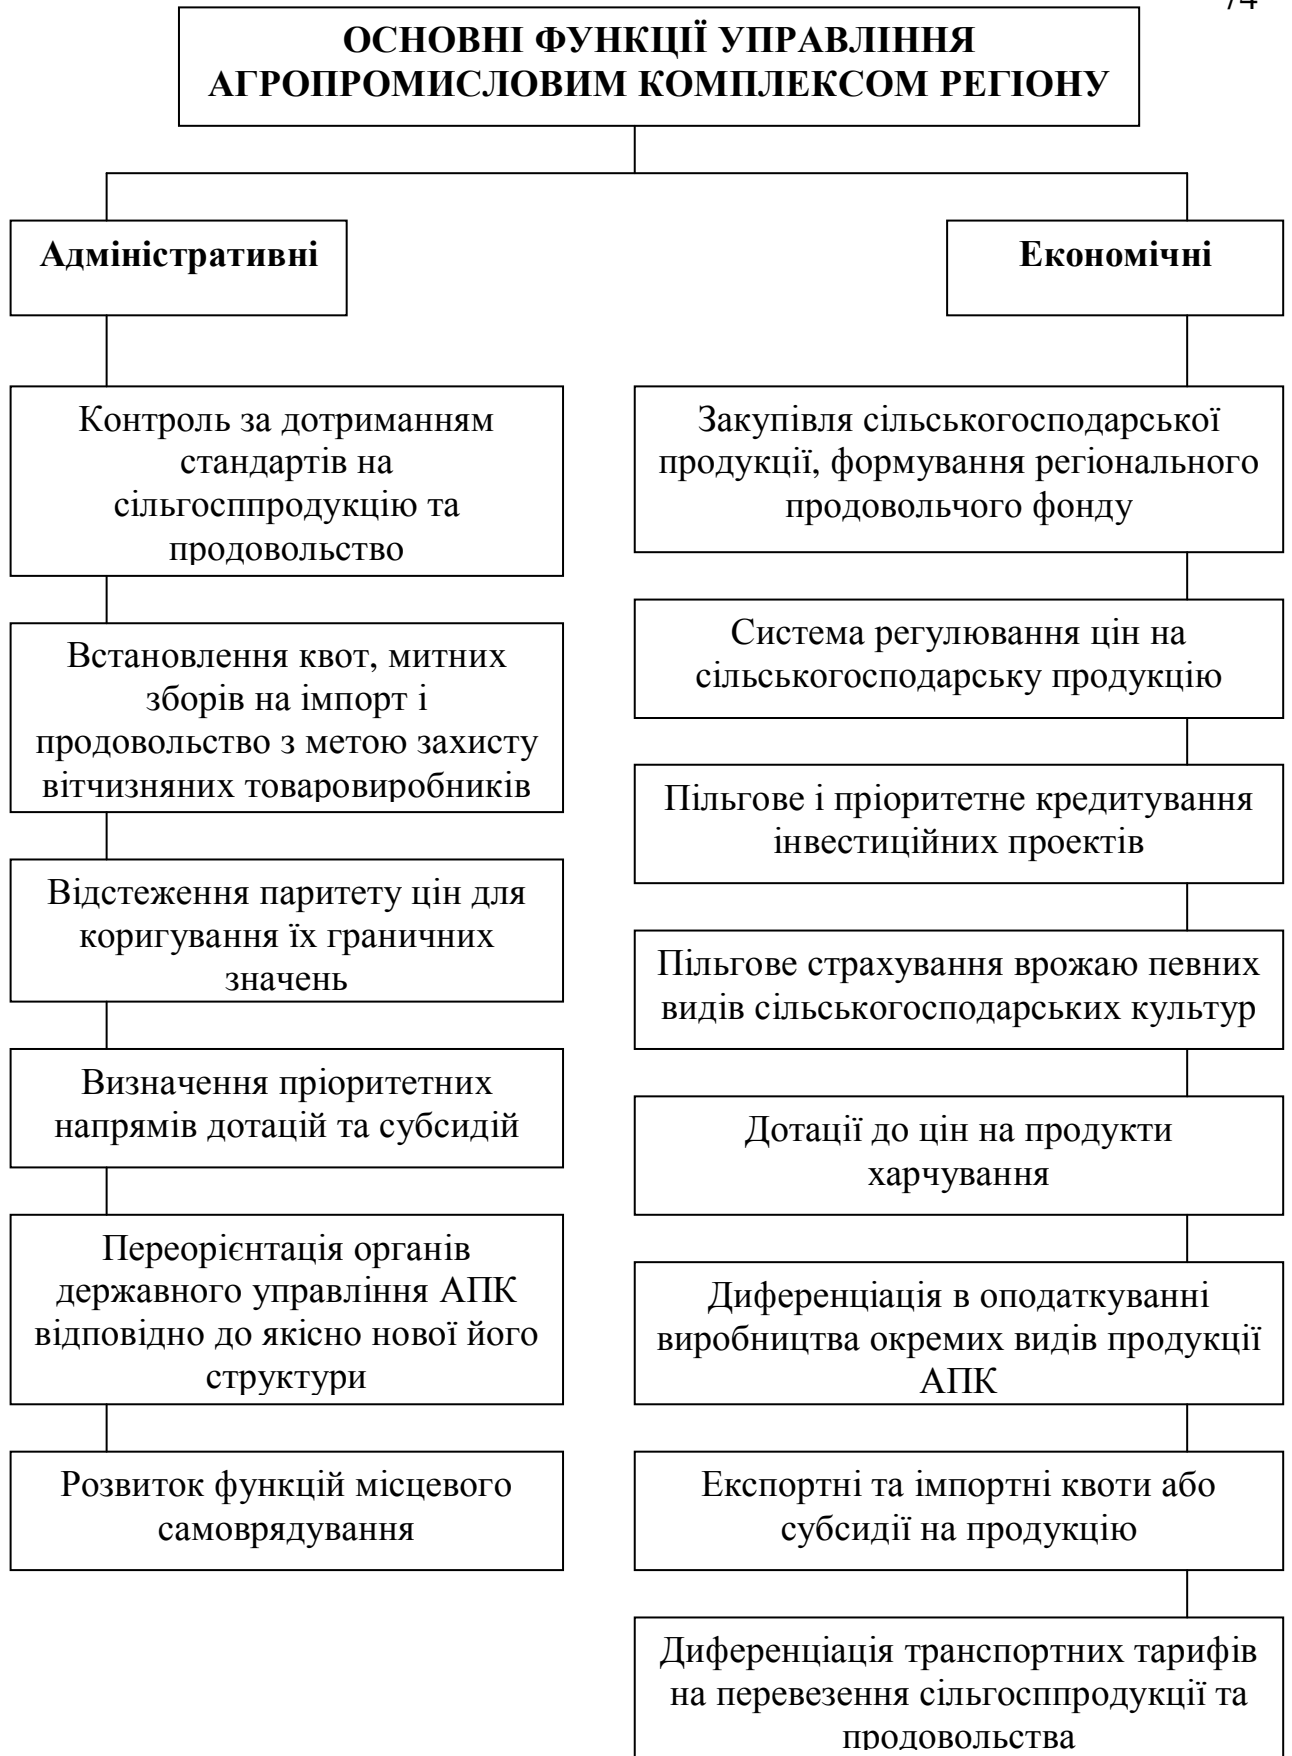 74
ОСНОВНІ ФУНКЦІЇ УПРАВЛІННЯ
АГРОПРОМИСЛОВИМ КОМПЛЕКСОМ РЕГІОНУ
Адміністративні
Економічні
Контроль за дотриманням
стандартів на
сільгосппродукцію та
продовольство
Встановлення квот, митних
зборів на імпорт і
продовольство з метою захисту
вітчизняних товаровиробників
Відстеження паритету цін для
коригування їх граничних
значень
Визначення пріоритетних
напрямів дотацій та субсидій
Переорієнтація органів
державного управління АПК
відповідно до якісно нової його
структури
Розвиток функцій місцевого
самоврядування
Закупівля сільськогосподарської
продукції, формування регіонального
продовольчого фонду
Система регулювання цін на
сільськогосподарську продукцію
Пільгове і пріоритетне кредитування
інвестиційних проектів
Пільгове страхування врожаю певних
видів сільськогосподарських культур
Дотації до цін на продукти
харчування
Диференціація в оподаткуванні
виробництва окремих видів продукції
АПК
Експортні та імпортні квоти або
субсидії на продукцію
Диференціація транспортних тарифів
на перевезення сільгосппродукції та
продовольства